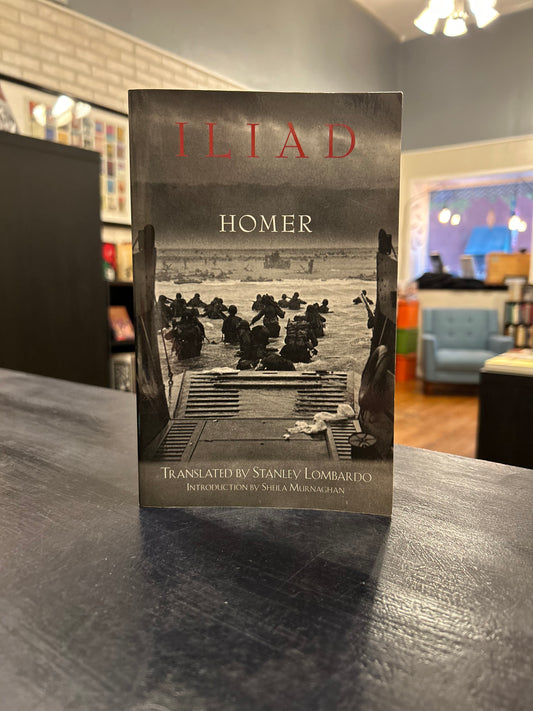 ILIAD
HOMER
TRANSLATED BY STANLEY LOMBARDO
INTRODUCTION BY SHEILA MURNAGHAN